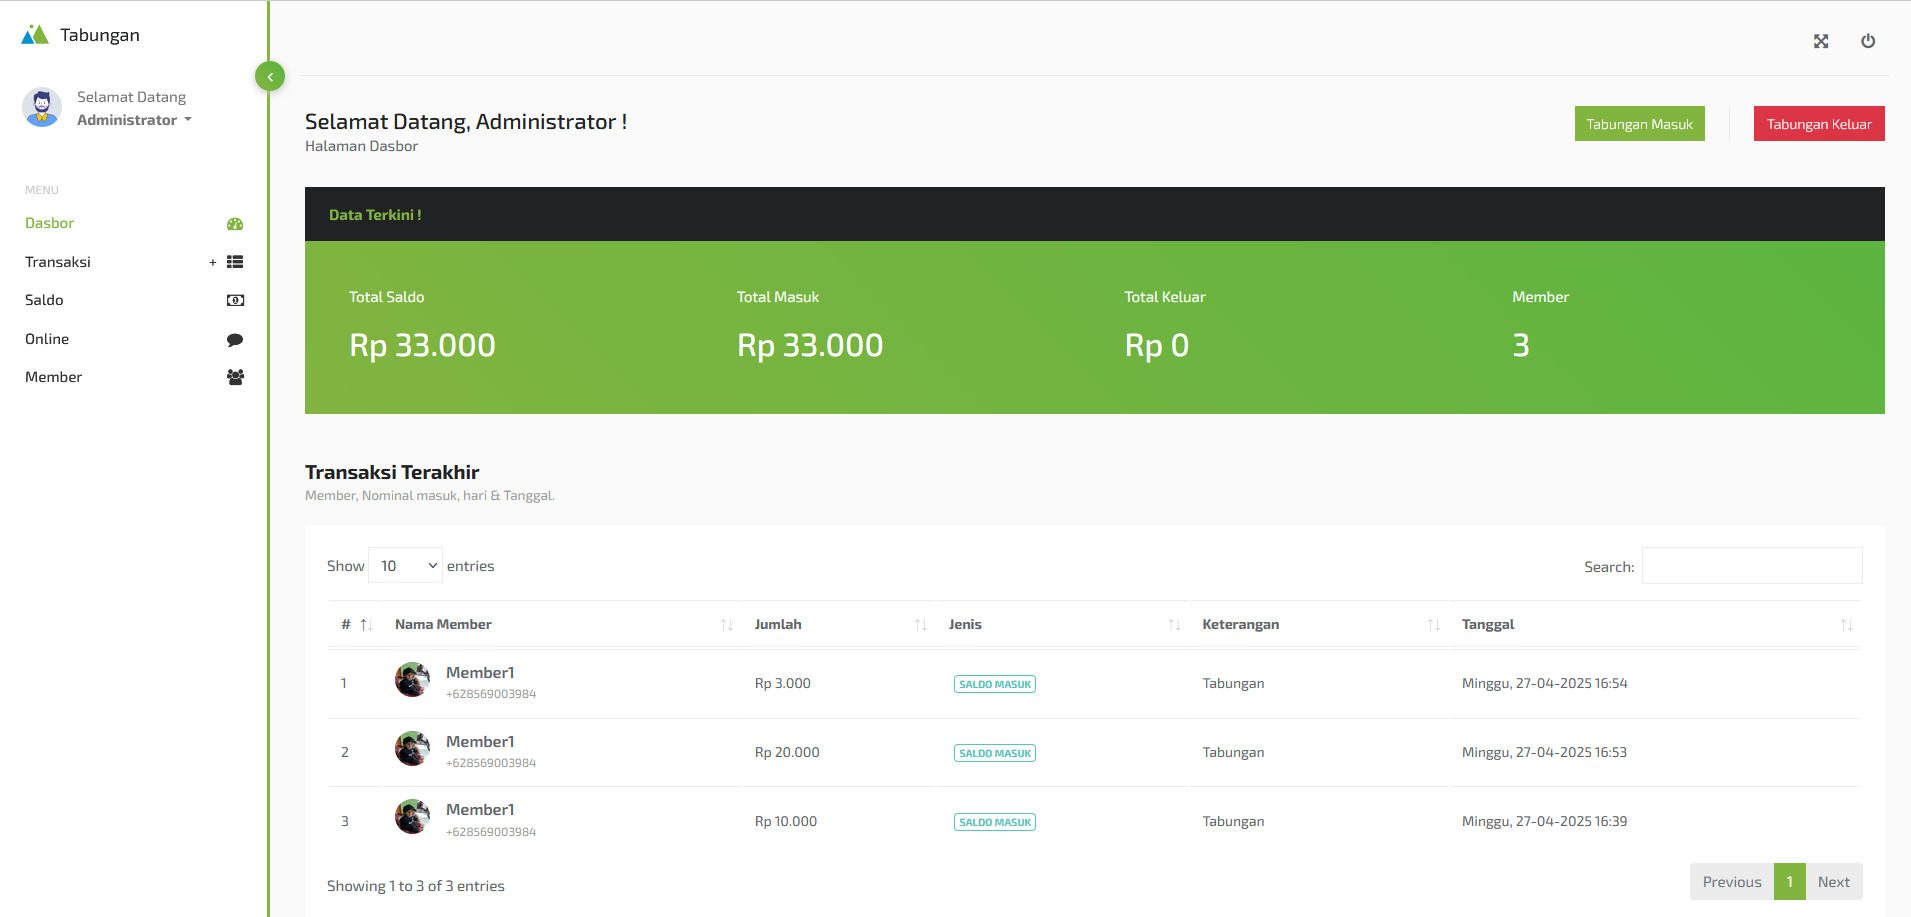 Tabungan
Selamat Datang
Administrator
MENU
Dasbor
Transaksi +
Saldo
Online
Member
Selamat Datang, Administrator !
Halaman Dasbor
Tabungan Masuk
Tabungan Keluar
Data Terkini !
Total Saldo Total Masuk Total Keluar Member
Rp 33.000 Rp 33.000 Rp 0 3
Transaksi Terakhir
Member, Nominal masuk, hari & Tanggal.
Show 10 entries
Search:
# Nama Member Jumlah Jenis Keterangan Tanggal
1 Member1 Rp 3.000 SALDO MASUK Tabungan Minggu, 27-04-2025 16:54
+628569003984
2 Member1 Rp 20.000 SALDO MASUK Tabungan Minggu, 27-04-2025 16:53
+628569003984
3 Member1 Rp 10.000 SALDO MASUK Tabungan Minggu, 27-04-2025 16:39
+628569003984
Showing 1 to 3 of 3 entries
Previous 1 Next